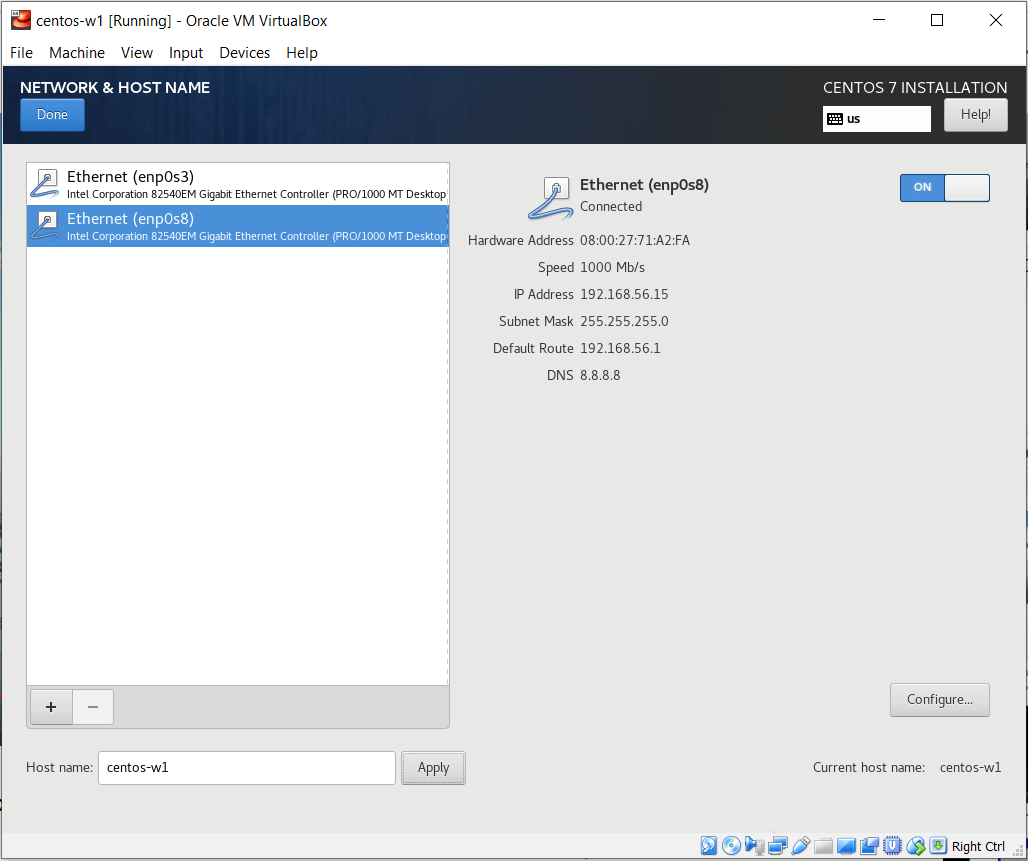 centos-w1 [Running] - Oracle VM VirtualBox
File Machine View Input Devices Help
NETWORK & HOST NAME
CENTOS 7 INSTALLATION
Done
us
Help!
Ethernet (enp0s3)
Intel Corporation 82540EM Gigabit Ethernet Controller (PRO/1000 MT Desktop
Ethernet (enp0s8)
Intel Corporation 82540EM Gigabit Ethernet Controller (PRO/1000 MT Desktop
Ethernet (enp0s8)
Connected
ON
Hardware Address 08:00:27:71:A2:FA
Speed 1000 Mb/s
IP Address 192.168.56.15
Subnet Mask 255.255.255.0
Default Route 192.168.56.1
DNS 8.8.8.8
+ −
Configure...
Host name: centos-w1 Apply
Current host name: centos-w1
Right Ctrl